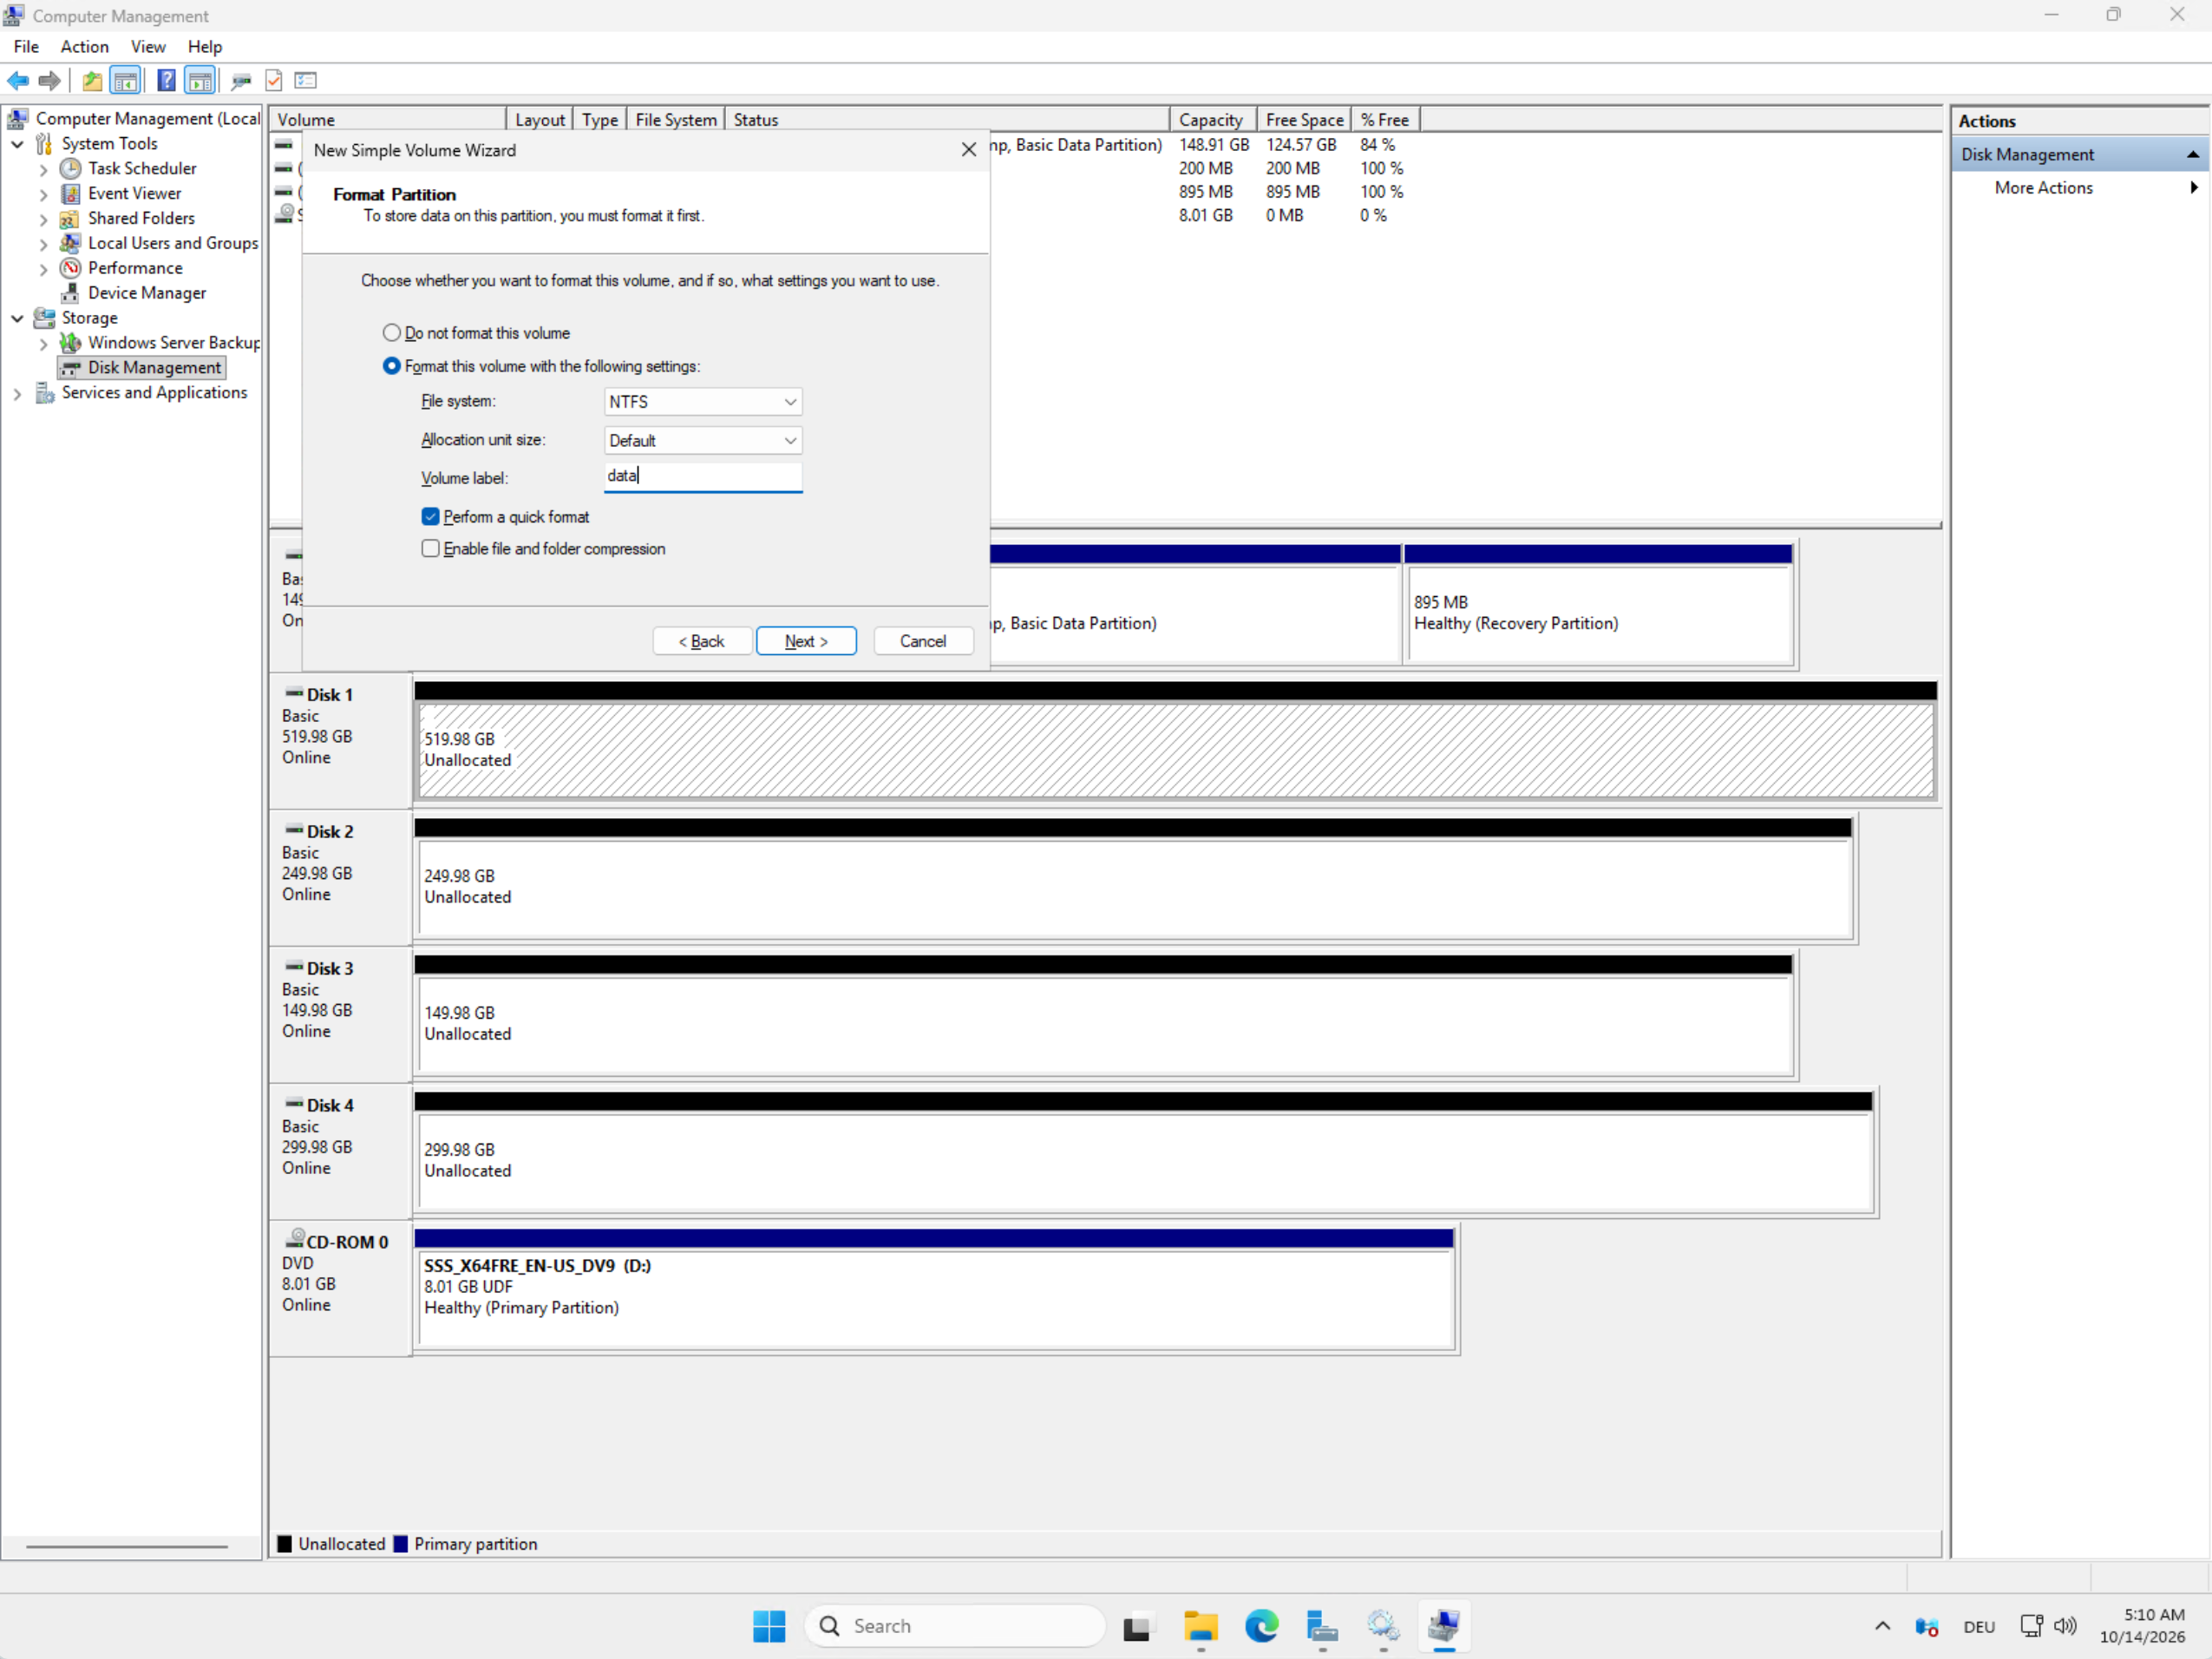 Computer Management
File Action View Help
Computer Management (Local
System Tools
Task Scheduler
Event Viewer
Shared Folders
Local Users and Groups
Performance
Device Manager
Storage
Windows Server Backup
Disk Management
Services and Applications
Volume Layout Type File System Status Capacity Free Space % Free
mp, Basic Data Partition) 148.91 GB 124.57 GB 84 %
200 MB 200 MB 100 %
895 MB 895 MB 100 %
8.01 GB 0 MB 0 %
New Simple Volume Wizard
Format Partition
To store data on this partition, you must format it first.
Choose whether you want to format this volume, and if so, what settings you want to use.
Do not format this volume
Format this volume with the following settings:
File system: NTFS
Allocation unit size: Default
Volume label: data
Perform a quick format
Enable file and folder compression
< Back Next > Cancel
Bas
149
On
mp, Basic Data Partition)
895 MB
Healthy (Recovery Partition)
Disk 1
Basic
519.98 GB
Online
519.98 GB
Unallocated
Disk 2
Basic
249.98 GB
Online
249.98 GB
Unallocated
Disk 3
Basic
149.98 GB
Online
149.98 GB
Unallocated
Disk 4
Basic
299.98 GB
Online
299.98 GB
Unallocated
CD-ROM 0
DVD
8.01 GB
Online
SSS_X64FRE_EN-US_DV9 (D:)
8.01 GB UDF
Healthy (Primary Partition)
Unallocated Primary partition
Actions
Disk Management
More Actions
Search
DEU
5:10 AM
10/14/2026